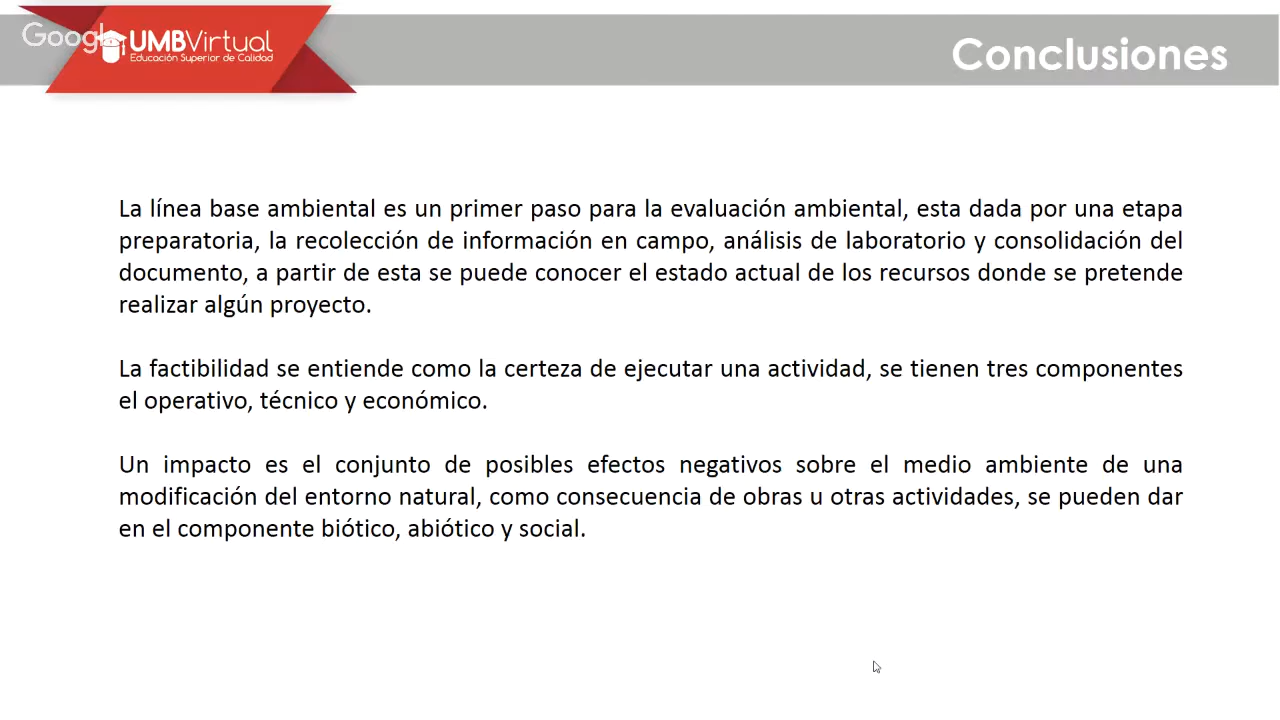 Google
UMBVirtual
Educación Superior de Calidad
Conclusiones
La línea base ambiental es un primer paso para la evaluación ambiental, esta dada por una etapa
preparatoria, la recolección de información en campo, análisis de laboratorio y consolidación del
documento, a partir de esta se puede conocer el estado actual de los recursos donde se pretende
realizar algún proyecto.
La factibilidad se entiende como la certeza de ejecutar una actividad, se tienen tres componentes
el operativo, técnico y económico.
Un impacto es el conjunto de posibles efectos negativos sobre el medio ambiente de una
modificación del entorno natural, como consecuencia de obras u otras actividades, se pueden dar
en el componente biótico, abiótico y social.